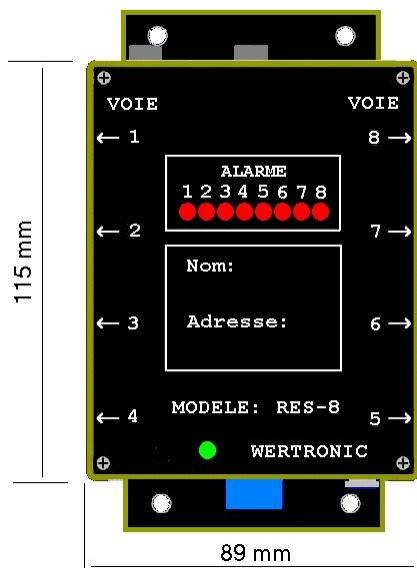 VOIE VOIE
← 1 8 →
ALARME
1 2 3 4 5 6 7 8
← 2 7 →
Nom:
← 3 Adresse: 6 →
MODELE: RES-8
← 4 5 →
WERTRONIC
115 mm
89 mm